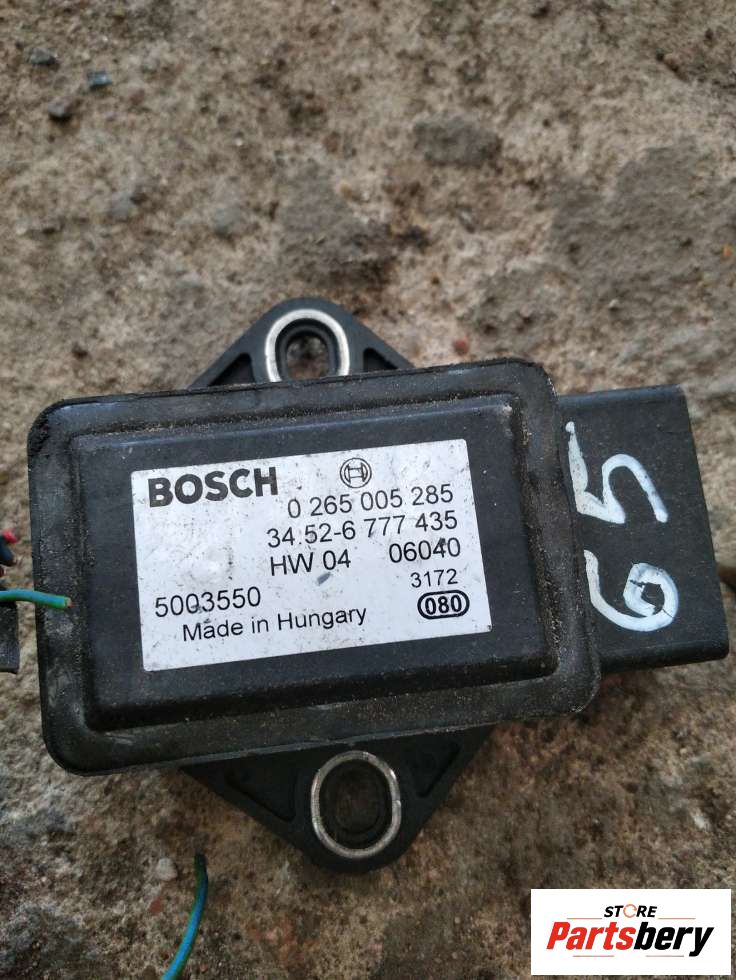 BOSCH
0 265 005 285
34.52-6 777 435
HW 04 06040
5003550 3172
Made in Hungary 080
65
STORE
Partsbery